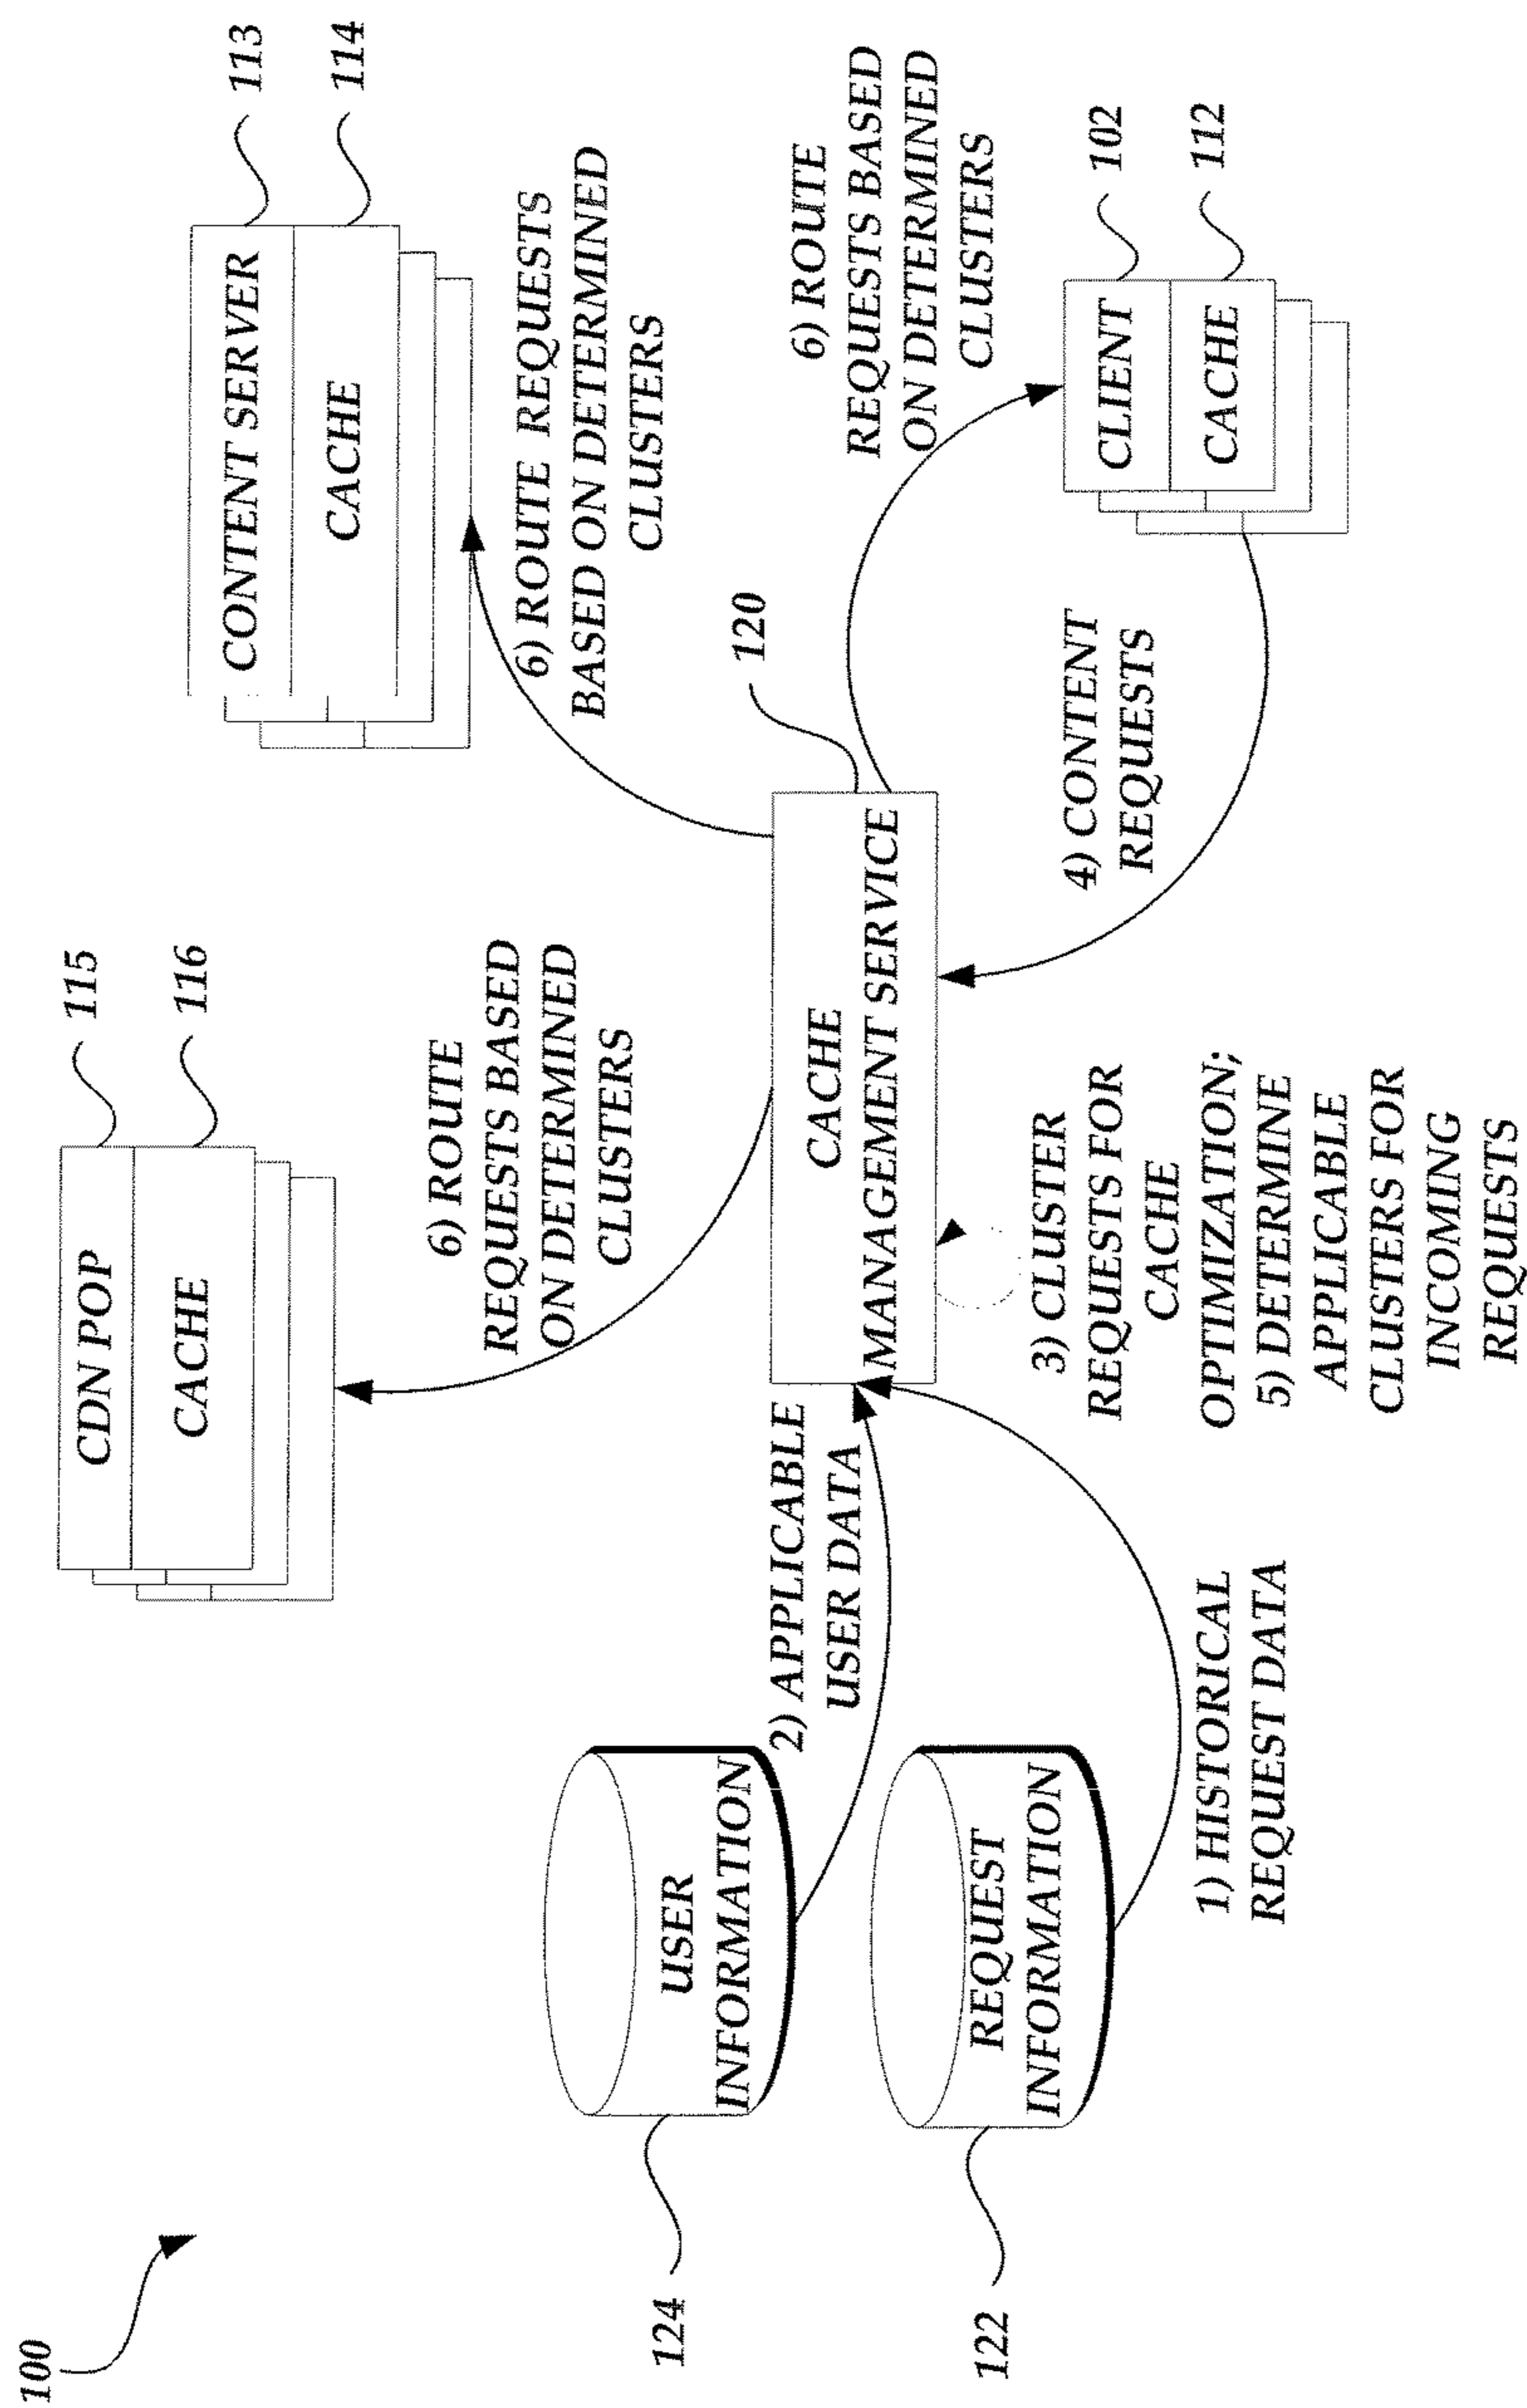 100
CDN POP
CACHE
115
116
CONTENT SERVER
CACHE
113
114
6) ROUTE
REQUESTS BASED
ON DETERMINED
CLUSTERS
6) ROUTE REQUESTS
BASED ON DETERMINED
CLUSTERS
124
USER
INFORMATION
2) APPLICABLE
USER DATA
CACHE
MANAGEMENT SERVICE
120
6) ROUTE
REQUESTS BASED
ON DETERMINED
CLUSTERS
122
REQUEST
INFORMATION
1) HISTORICAL
REQUEST DATA
3) CLUSTER
REQUESTS FOR
CACHE
OPTIMIZATION;
5) DETERMINE
APPLICABLE
CLUSTERS FOR
INCOMING
REQUESTS
4) CONTENT
REQUESTS
CLIENT
CACHE
102
112